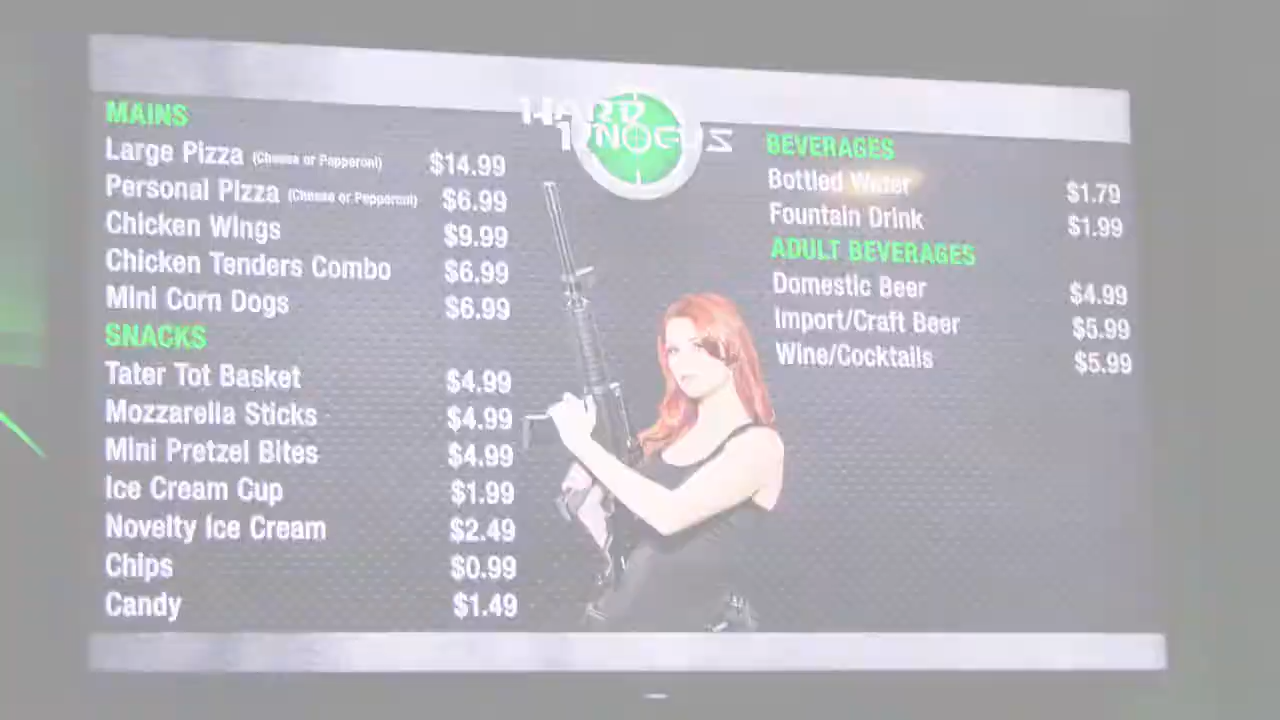 HARD
KNOCKS
MAINS
Large Pizza (Cheese or Pepperoni) $14.99
Personal Pizza (Cheese or Pepperoni) $6.99
Chicken Wings $9.99
Chicken Tenders Combo $6.99
Mini Corn Dogs $6.99
SNACKS
Tater Tot Basket $4.99
Mozzarella Sticks $4.99
Mini Pretzel Bites $4.99
Ice Cream Cup $1.99
Novelty Ice Cream $2.49
Chips $0.99
Candy $1.49
BEVERAGES
Bottled Water $1.79
Fountain Drink $1.99
ADULT BEVERAGES
Domestic Beer $4.99
Import/Craft Beer $5.99
Wine/Cocktails $5.99